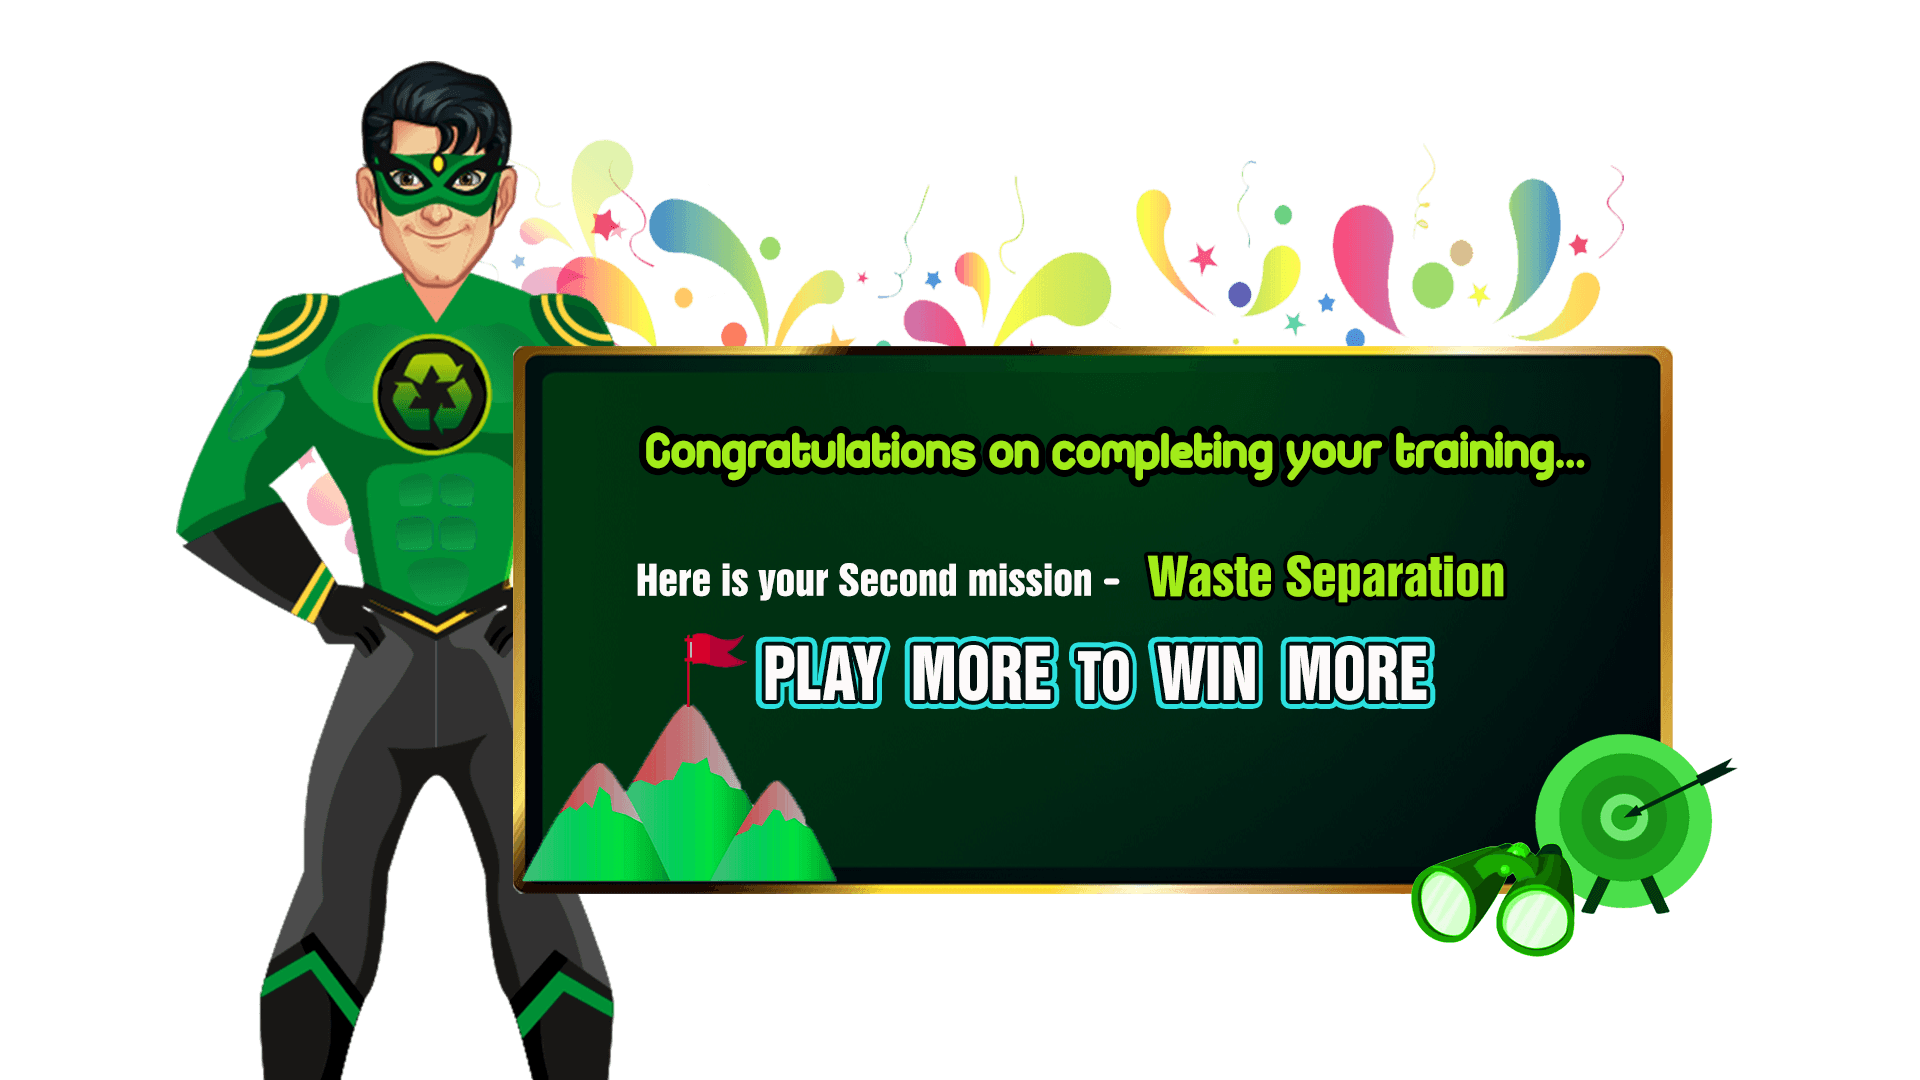 Congratulations on completing your training...
Here is your Second mission - Waste Separation
PLAY MORE TO WIN MORE